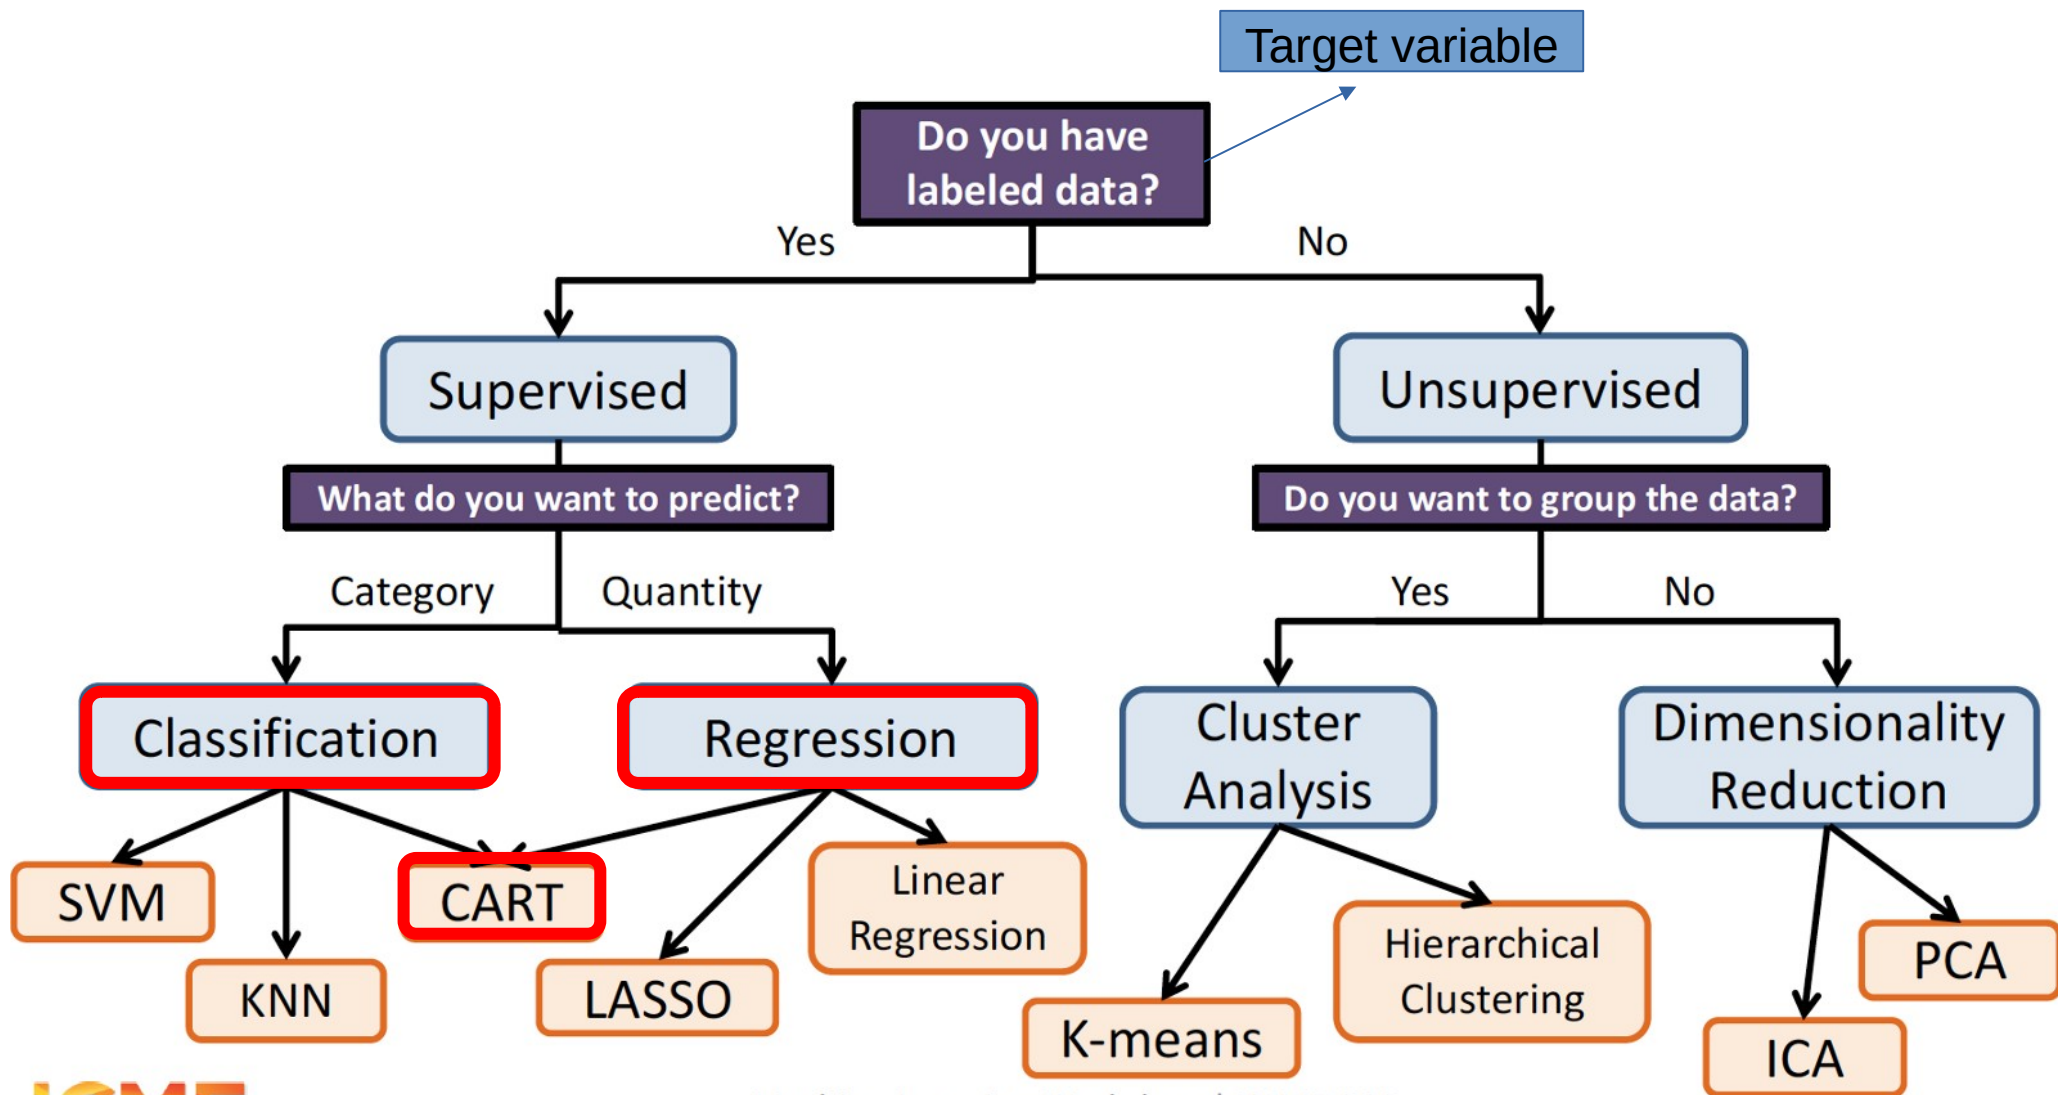 Target variable
Do you have
labeled data?
Yes
No
Supervised
Unsupervised
What do you want to predict?
Do you want to group the data?
Category
Quantity
Yes
No
Classification
Regression
Cluster
Analysis
Dimensionality
Reduction
SVM
CART
Linear
Regression
KNN
LASSO
K-means
Hierarchical
Clustering
PCA
ICA